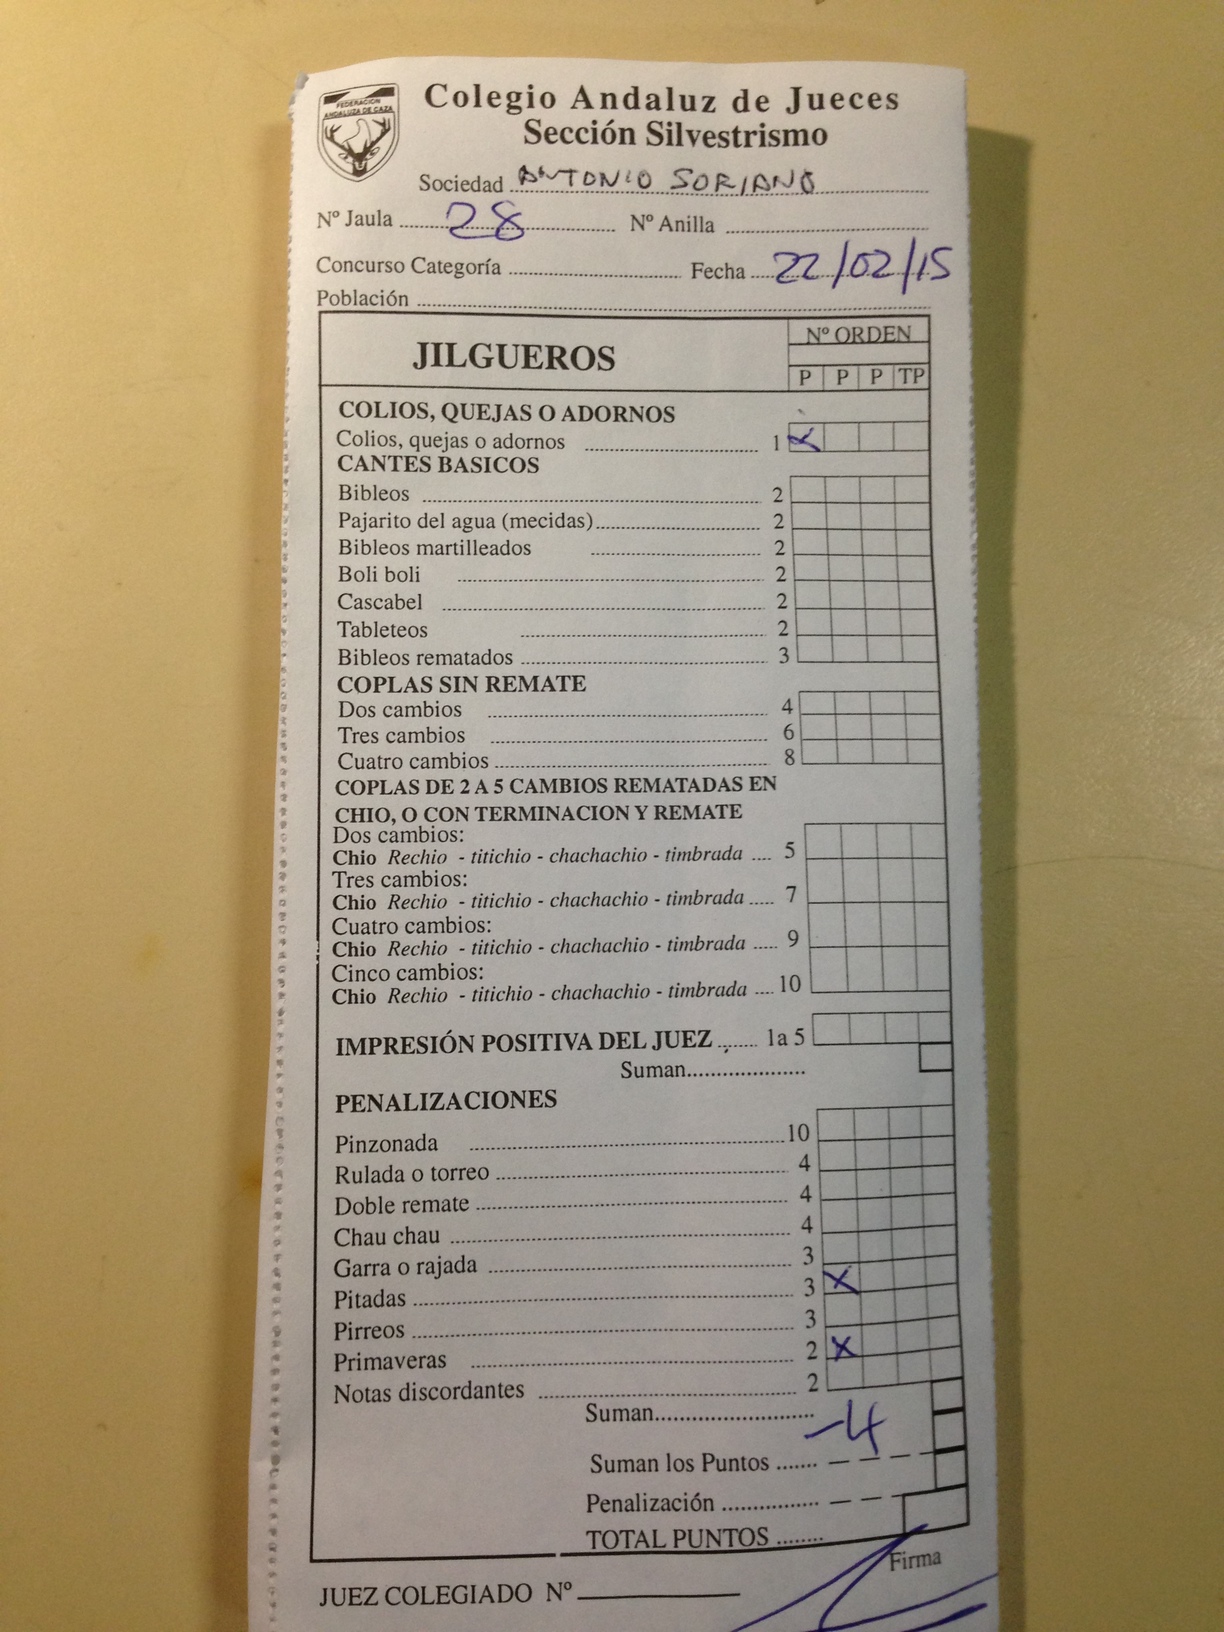 FEDERACION
ANDALUZA DE CAZA
Colegio Andaluz de Jueces
Sección Silvestrismo
Sociedad ANTONIO SORIANO
Nº Jaula 28 Nº Anilla
Concurso Categoría Fecha 22/02/15
Población
JILGUEROS
Nº ORDEN
P P P TP
COLIOS, QUEJAS O ADORNOS
Colios, quejas o adornos 1 X
CANTES BASICOS
Bibleos 2
Pajarito del agua (mecidas) 2
Bibleos martilleados 2
Boli boli 2
Cascabel 2
Tableteos 2
Bibleos rematados 3
COPLAS SIN REMATE
Dos cambios 4
Tres cambios 6
Cuatro cambios 8
COPLAS DE 2 A 5 CAMBIOS REMATADAS EN
CHIO, O CON TERMINACION Y REMATE
Dos cambios:
Chio Rechio - titichio - chachachio - timbrada .... 5
Tres cambios:
Chio Rechio - titichio - chachachio - timbrada ..... 7
Cuatro cambios:
Chio Rechio - titichio - chachachio - timbrada ..... 9
Cinco cambios:
Chio Rechio - titichio - chachachio - timbrada .... 10
IMPRESIÓN POSITIVA DEL JUEZ ....... 1a 5
Suman....................
PENALIZACIONES
Pinzonada 10
Rulada o torreo 4
Doble remate 4
Chau chau 4
Garra o rajada 3
Pitadas 3 X
Pirreos 3
Primaveras 2 X
Notas discordantes 2
Suman...........................
-4
Suman los Puntos .......
Penalización ................
TOTAL PUNTOS ........
Firma
JUEZ COLEGIADO Nº